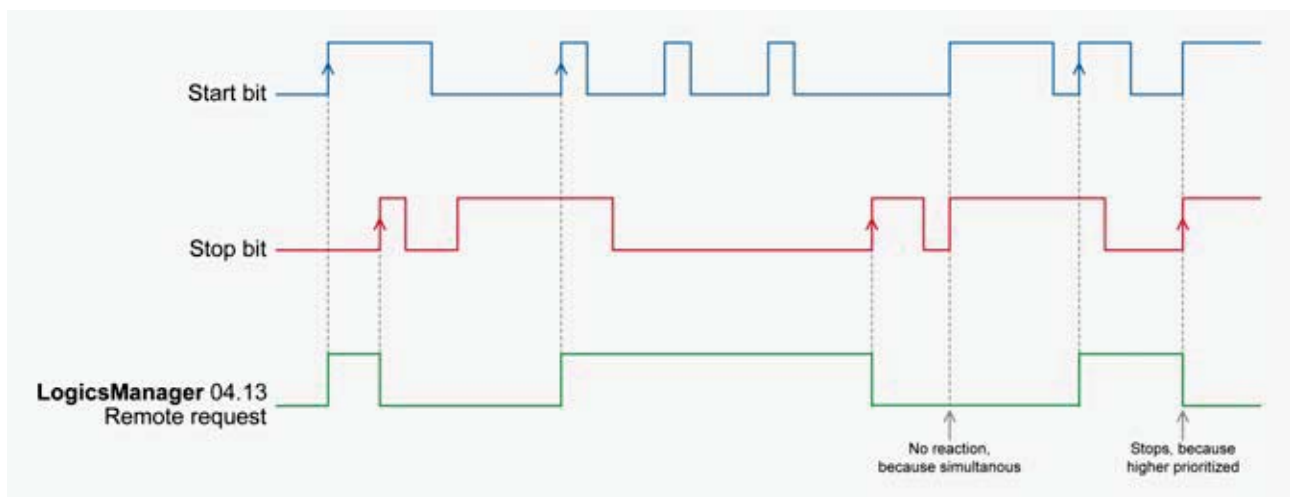 Start bit
Stop bit
LogicsManager 04.13
Remote request
No reaction,
because simultanous
Stops, because
higher prioritized